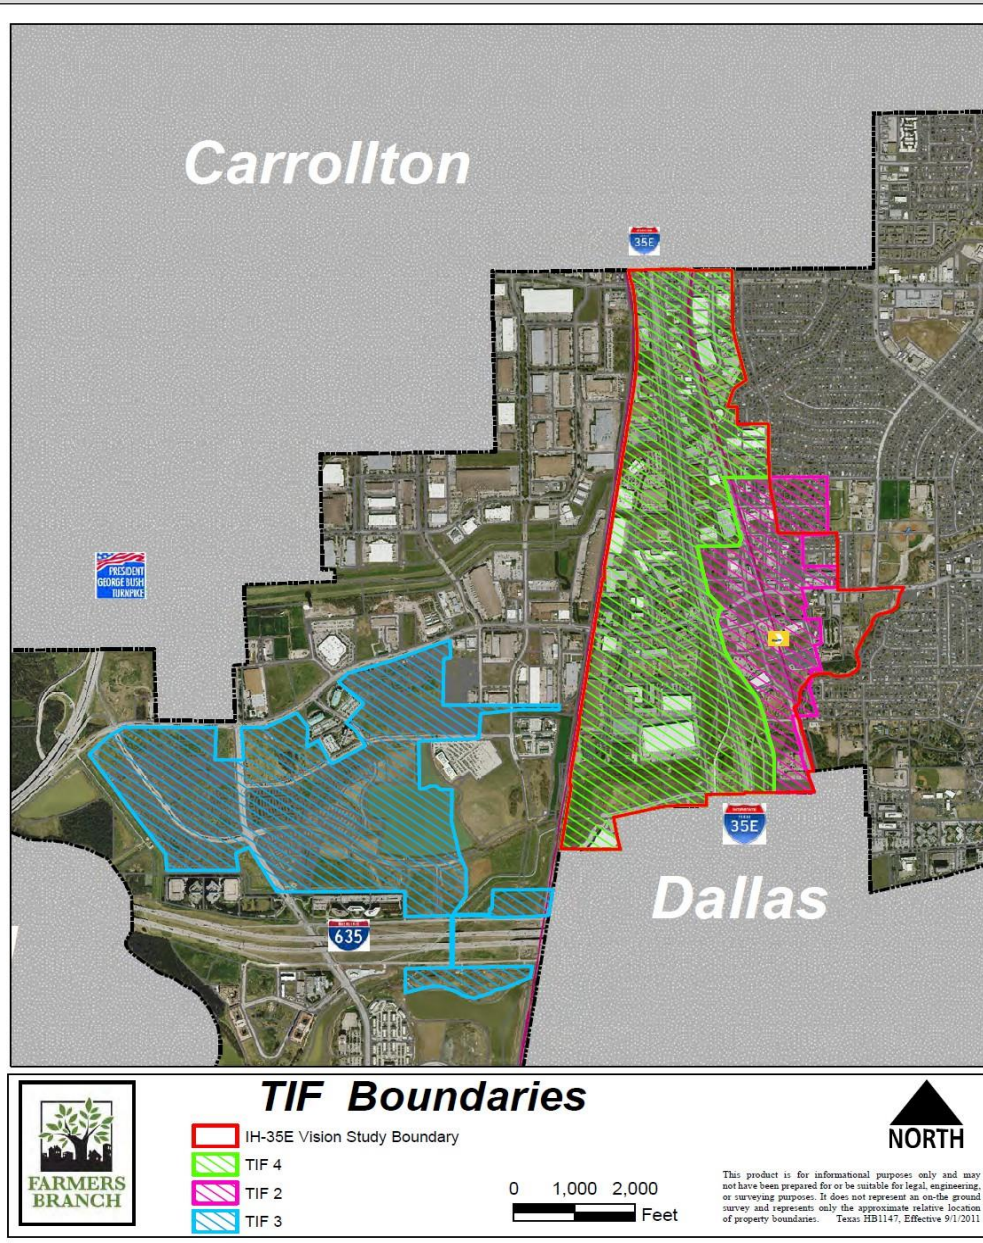 Carrollton
35E
PRESIDENT
GEORGE BUSH
TURNPIKE
35E
Dallas
635
TIF Boundaries
IH-35E Vision Study Boundary
TIF 4
TIF 2
TIF 3
FARMERS
BRANCH
0 1,000 2,000
Feet
NORTH
This product is for informational purposes only and may
not have been prepared for or be suitable for legal, engineering,
or surveying purposes. It does not represent an on-the ground
survey and represents only the approximate relative location
of property boundaries. Texas HB1147, Effective 9/1/2011